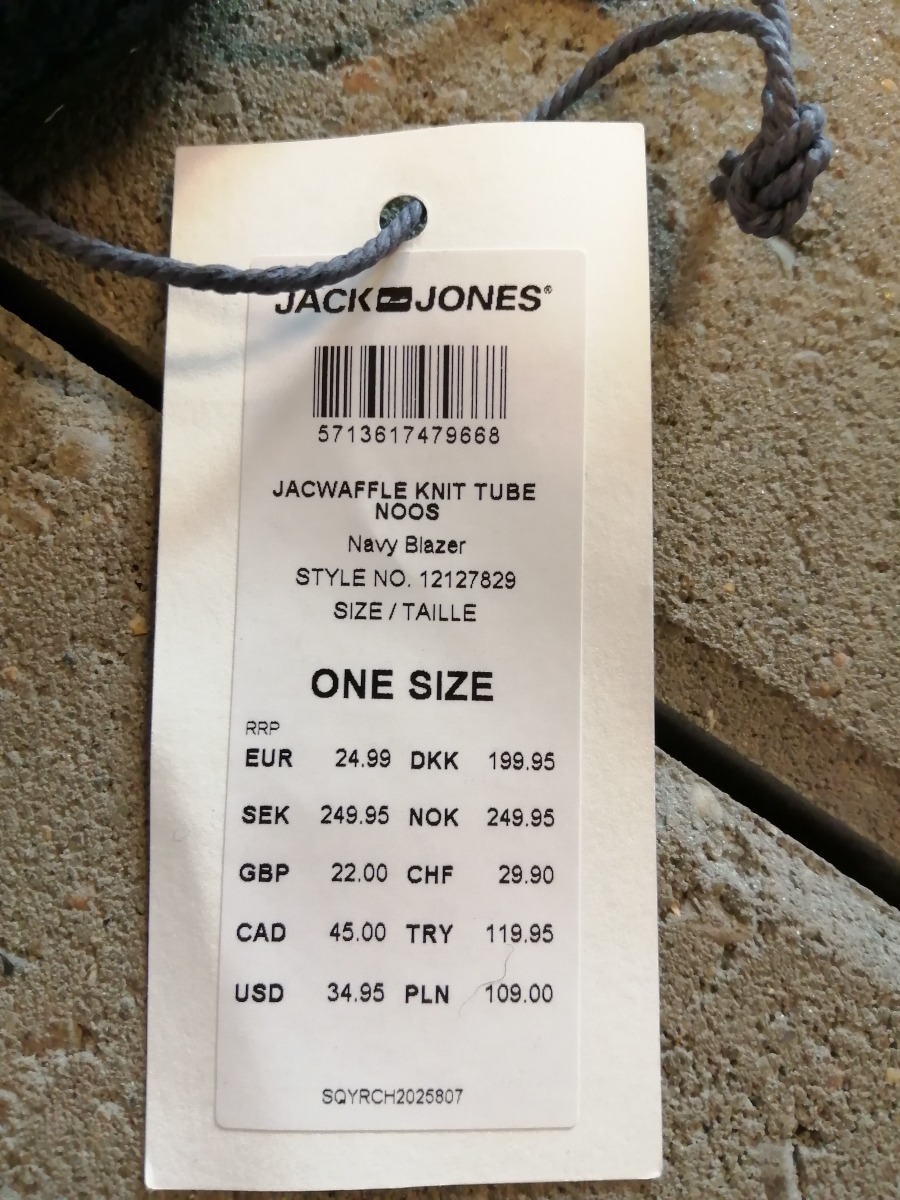 JACK JONES®
5713617479668
JACWAFFLE KNIT TUBE
NOOS
Navy Blazer
STYLE NO. 12127829
SIZE / TAILLE
ONE SIZE
RRP
EUR 24.99 DKK 199.95
SEK 249.95 NOK 249.95
GBP 22.00 CHF 29.90
CAD 45.00 TRY 119.95
USD 34.95 PLN 109.00
SQYRCH2025807